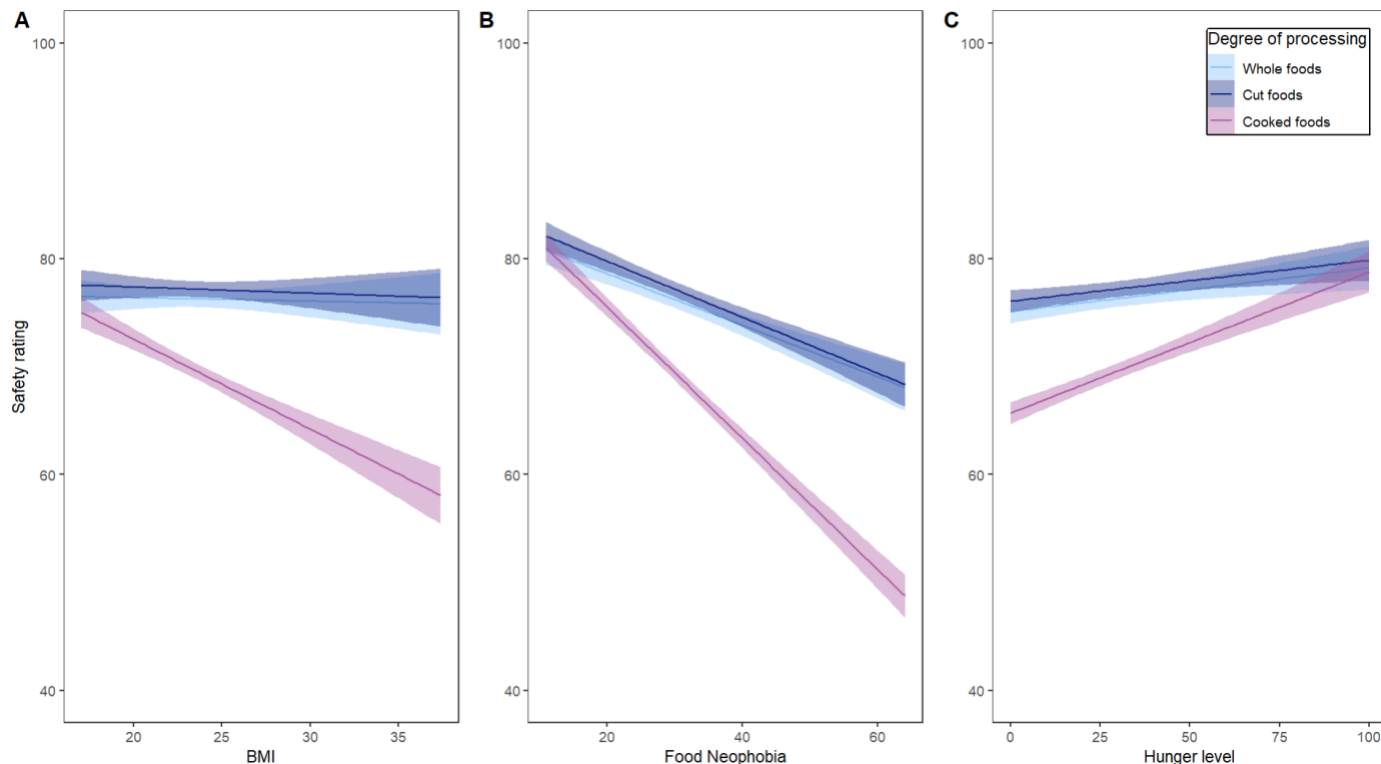 A
B
C
Degree of processing
Whole foods
Cut foods
Cooked foods
Safety rating
100
80
60
40
20
25
30
35
BMI
100
80
60
40
20
40
60
Food Neophobia
100
80
60
40
0
25
50
75
100
Hunger level